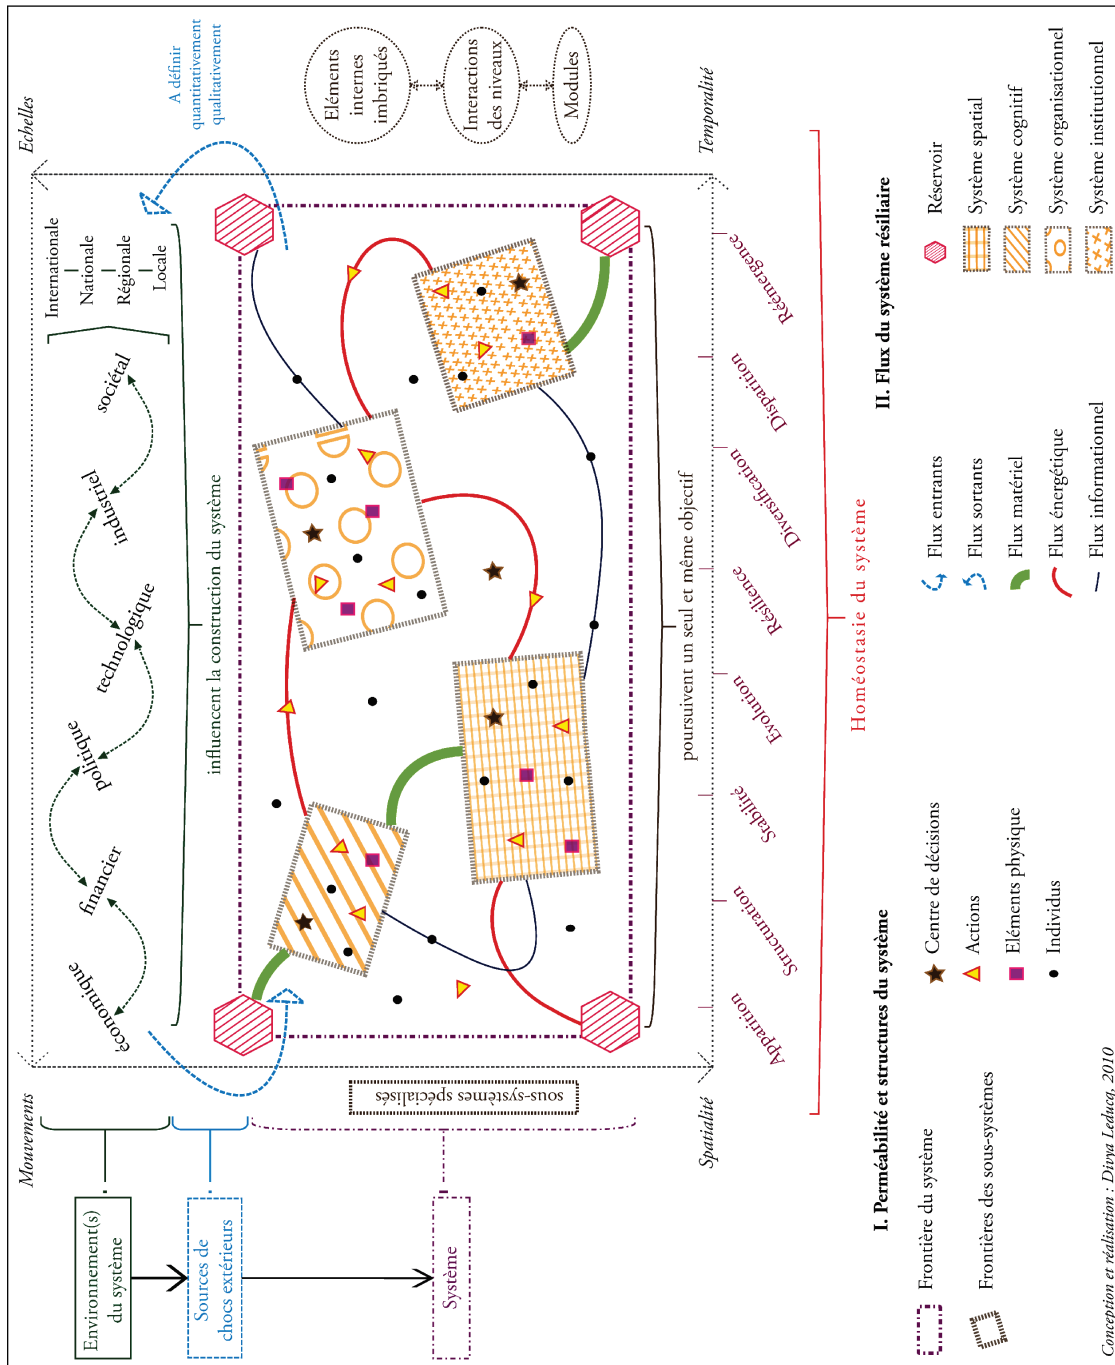 Mouvements
Echelles
Environnement(s)
du système
Sources de
chocs extérieurs
Système
économique
financier
politique
technologique
industriel
sociétal
Internationale
Nationale
Régionale
Locale
A définir
quantitativement
qualitativement
influencent la construction du système
sous-systèmes spécialisés
Eléments
internes
imbriqués
Interactions
des niveaux
Modules
poursuivent un seul et même objectif
Spatialité
Temporalité
Apparition
Structuration
Stabilité
Evolution
Résilience
Diversification
Disparition
Réémergence
Homéostasie du système
I. Perméabilité et structures du système
Frontière du système
Frontières des sous-systèmes
Centre de décisions
Actions
Eléments physique
Individus
II. Flux du système résiliaire
Flux entrants
Flux sortants
Flux matériel
Flux énergétique
Flux informationnel
Réservoir
Système spatial
Système cognitif
Système organisationnel
Système institutionnel
Conception et réalisation : Divya Leducq, 2010